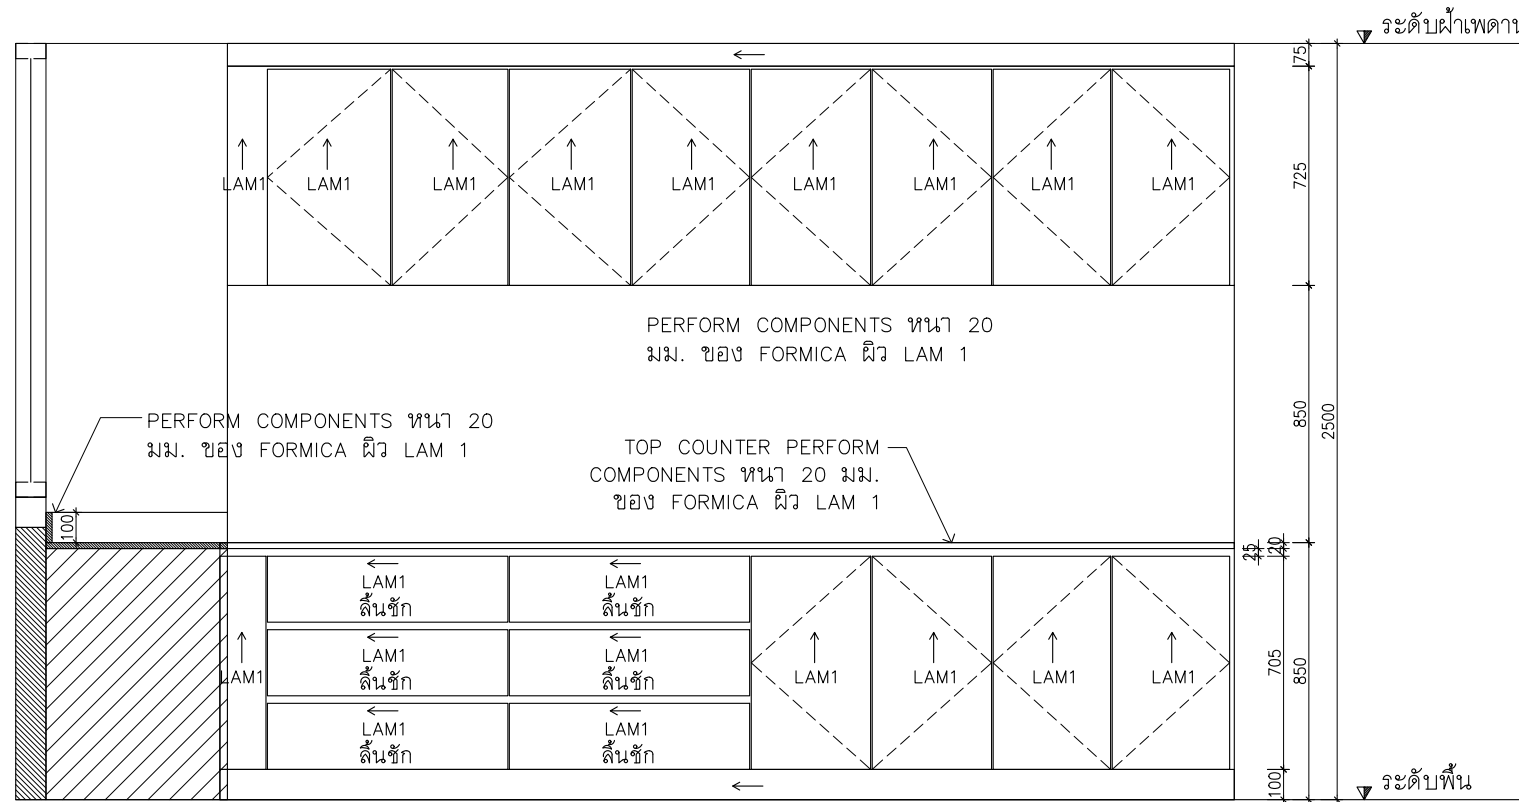 ระดับฝ้าเพดาน
75
LAM1
LAM1
LAM1
LAM1
LAM1
LAM1
LAM1
LAM1
LAM1
725
PERFORM COMPONENTS หนา 20
มม. ของ FORMICA ผิว LAM 1
PERFORM COMPONENTS หนา 20
มม. ของ FORMICA ผิว LAM 1
TOP COUNTER PERFORM
COMPONENTS หนา 20 มม.
ของ FORMICA ผิว LAM 1
850
2500
100
25
20
LAM1
ลิ้นชัก
LAM1
ลิ้นชัก
LAM1
ลิ้นชัก
LAM1
ลิ้นชัก
LAM1
LAM1
LAM1
LAM1
LAM1
705
850
LAM1
ลิ้นชัก
LAM1
ลิ้นชัก
100
ระดับพื้น